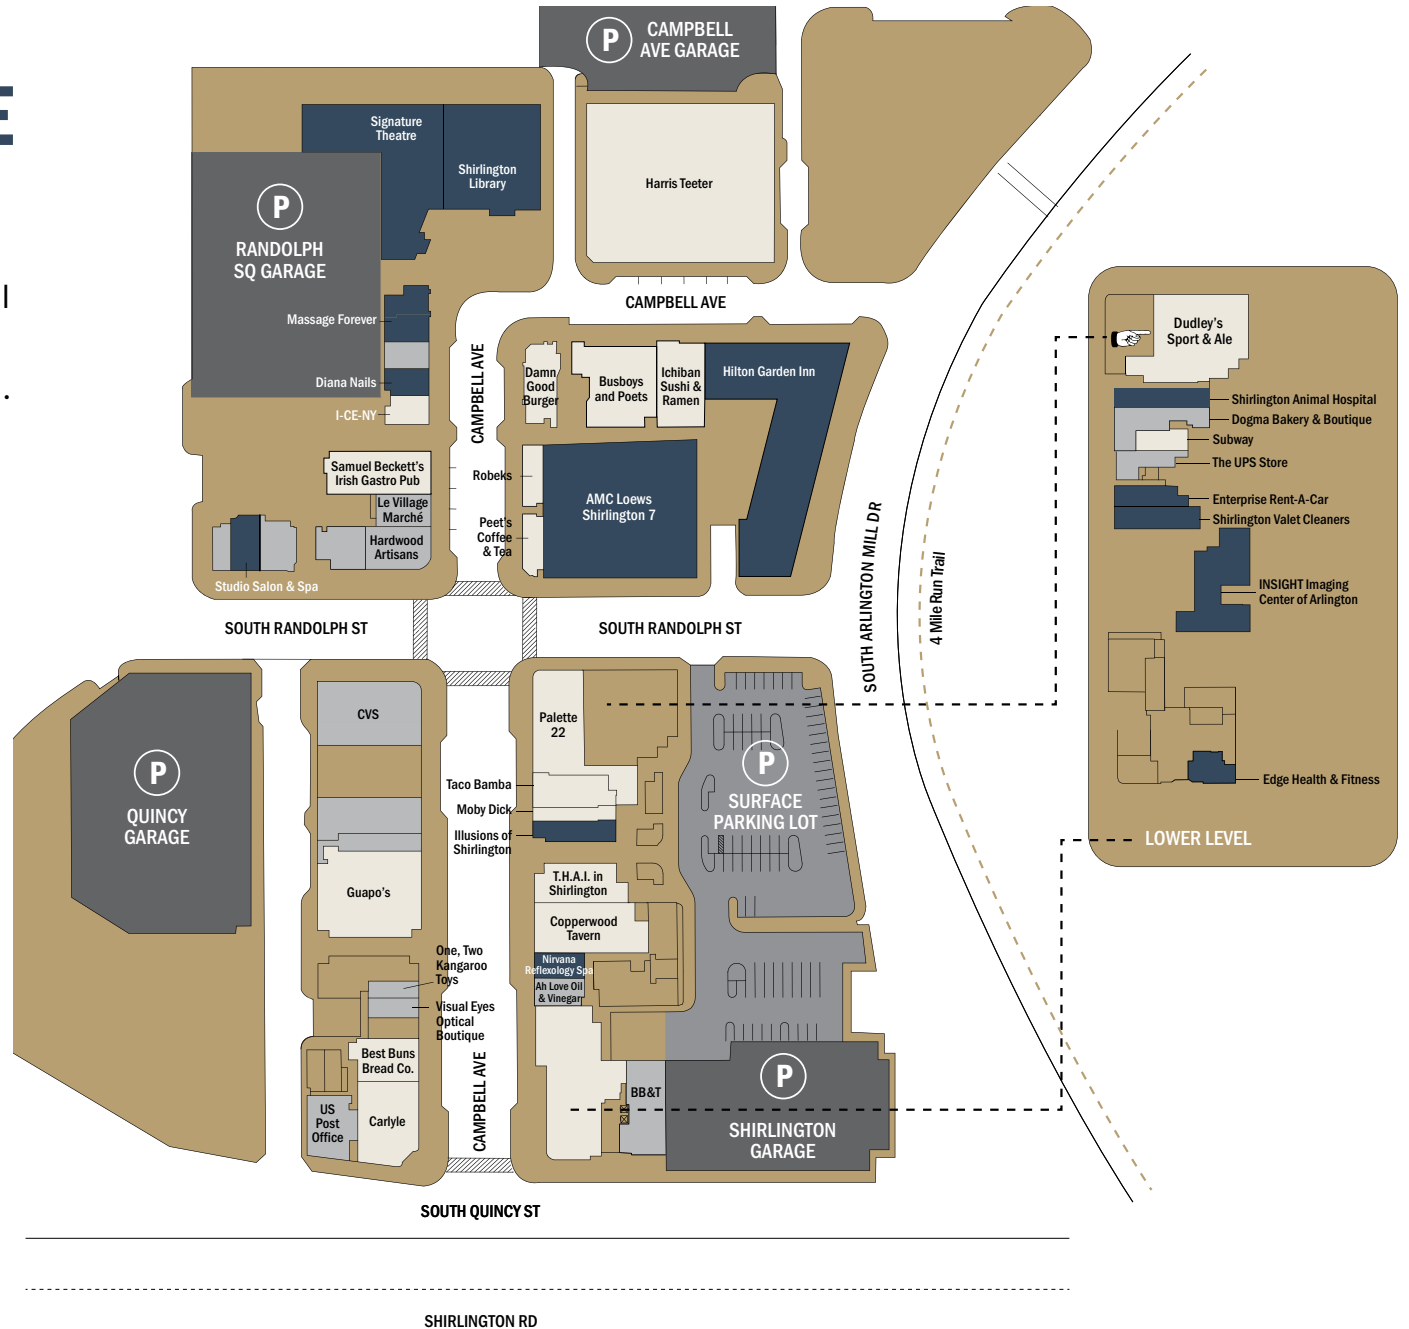 E
l
.
P
CAMPBELL
AVE GARAGE
Signature
Theatre
Shirlington
Library
Harris Teeter
P
RANDOLPH
SQ GARAGE
Massage Forever
Diana Nails
I-CE-NY
CAMPBELL AVE
CAMPBELL AVE
Damn
Good
Burger
Busboys
and Poets
Ichiban
Sushi &
Ramen
Hilton Garden Inn
Samuel Beckett's
Irish Gastro Pub
Le Village
Marché
Hardwood
Artisans
Studio Salon & Spa
Robeks
Peet's
Coffee
& Tea
AMC Loews
Shirlington 7
SOUTH ARLINGTON MILL DR
4 Mile Run Trail
Dudley's
Sport & Ale
Shirlington Animal Hospital
Dogma Bakery & Boutique
Subway
The UPS Store
Enterprise Rent-A-Car
Shirlington Valet Cleaners
INSIGHT Imaging
Center of Arlington
Edge Health & Fitness
LOWER LEVEL
SOUTH RANDOLPH ST
SOUTH RANDOLPH ST
P
QUINCY
GARAGE
CVS
Guapo's
One, Two
Kangaroo
Toys
Visual Eyes
Optical
Boutique
Best Buns
Bread Co.
US
Post
Office
Carlyle
CAMPBELL AVE
Palette
22
Taco Bamba
Moby Dick
Illusions of
Shirlington
T.H.A.I. in
Shirlington
Copperwood
Tavern
Nirvana
Reflexology Spa
Ah Love Oil
& Vinegar
BB&T
P
SURFACE
PARKING LOT
P
SHIRLINGTON
GARAGE
SOUTH QUINCY ST
SHIRLINGTON RD